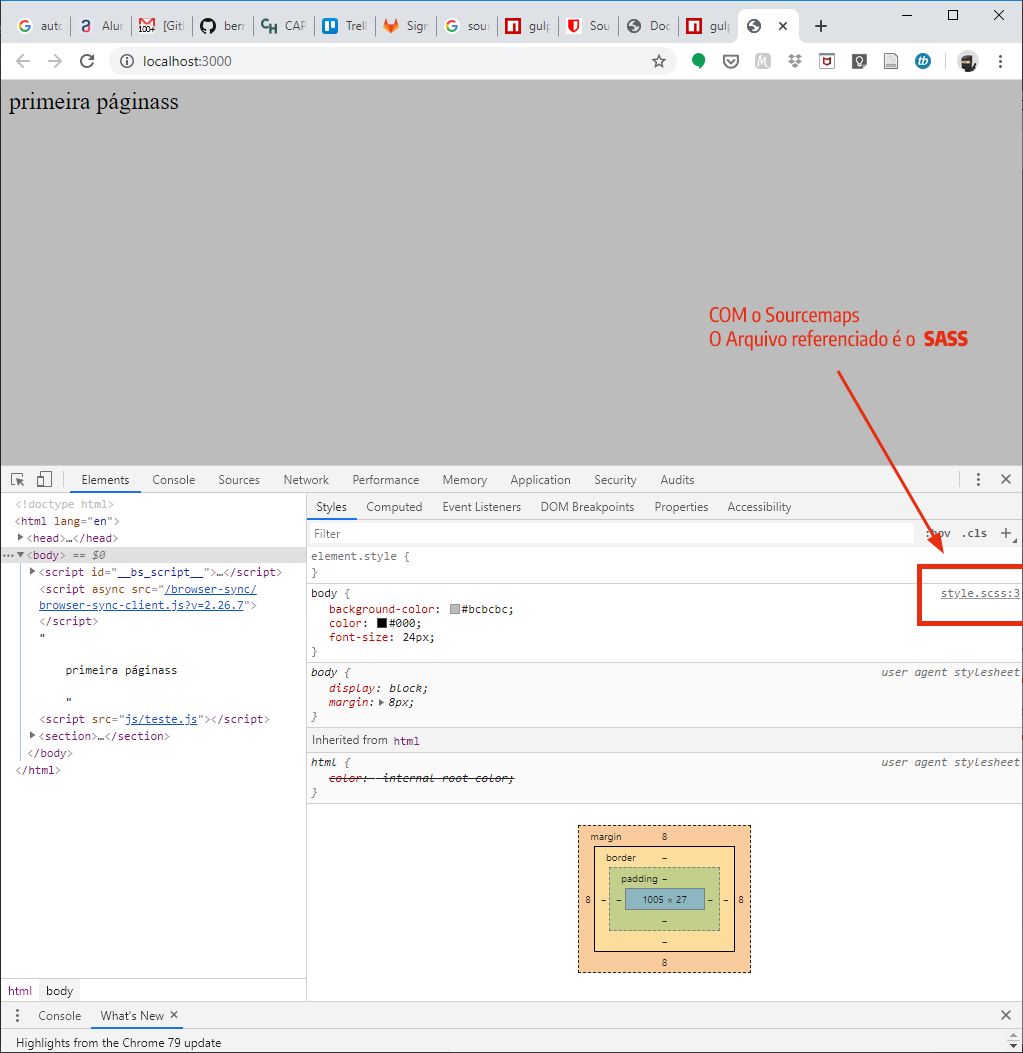 auto Alur [Gitl berr CAP Trell Sign sour gulp Sou Doc gulp
localhost:3000
primeira páginass
COM o Sourcemaps
O Arquivo referenciado é o SASS
Elements Console Sources Network Performance Memory Application Security Audits
<!doctype html>
<html lang="en">
<head>…</head>
<body> == $0
<script id="__bs_script__">…</script>
<script async src="/browser-sync/
browser-sync-client.js?v=2.26.7">
</script>
"
primeira páginass
"
<script src="js/teste.js"></script>
<section>…</section>
</body>
</html>
Styles Computed Event Listeners DOM Breakpoints Properties Accessibility
Filter :hov .cls +
element.style {
}
body { style.scss:3
background-color: #bcbcbc;
color: #000;
font-size: 24px;
}
body { user agent stylesheet
display: block;
margin: 8px;
}
Inherited from html
html { user agent stylesheet
color: -internal-root-color;
}
margin 8
border –
padding –
8 – – 1005 × 27 – – 8
–
–
8
html body
Console What's New
Highlights from the Chrome 79 update